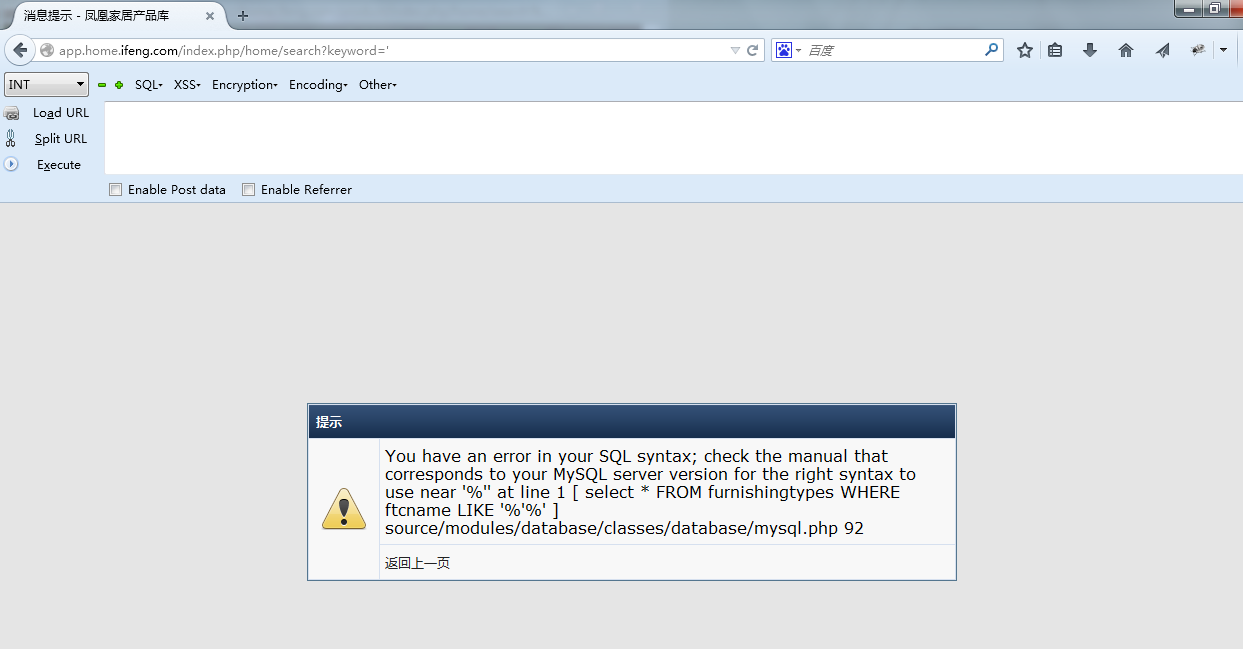 消息提示 - 凤凰家居产品库
app.home.ifeng.com/index.php/home/search?keyword='
百度
INT
SQL
XSS
Encryption
Encoding
Other
Load URL
Split URL
Execute
Enable Post data
Enable Referrer
提示
You have an error in your SQL syntax; check the manual that
corresponds to your MySQL server version for the right syntax to
use near '%'' at line 1 [ select * FROM furnishingtypes WHERE
ftcname LIKE '%'%' ]
source/modules/database/classes/database/mysql.php 92
返回上一页